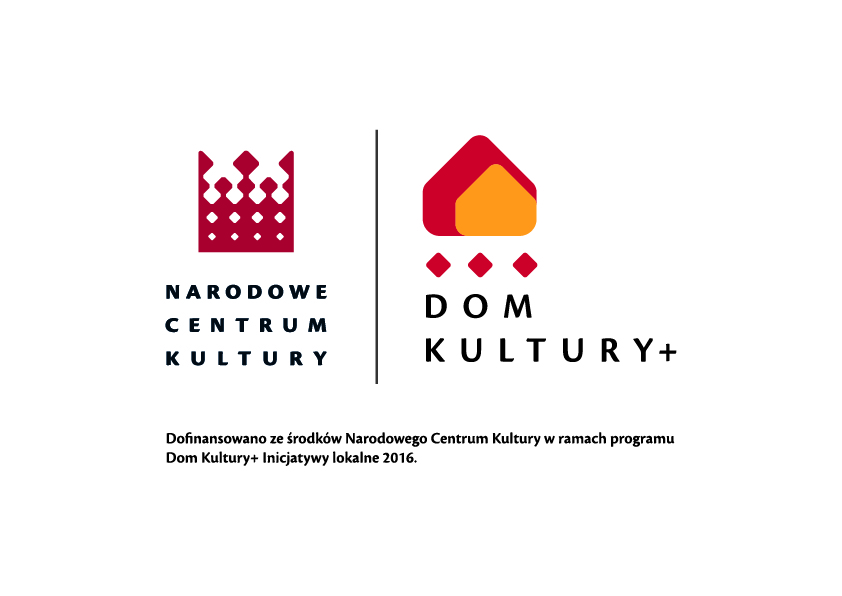 NARODOWE
CENTRUM
KULTURY
DOM
KULTURY+
Dofinansowano ze środków Narodowego Centrum Kultury w ramach programu
Dom Kultury+ Inicjatywy lokalne 2016.